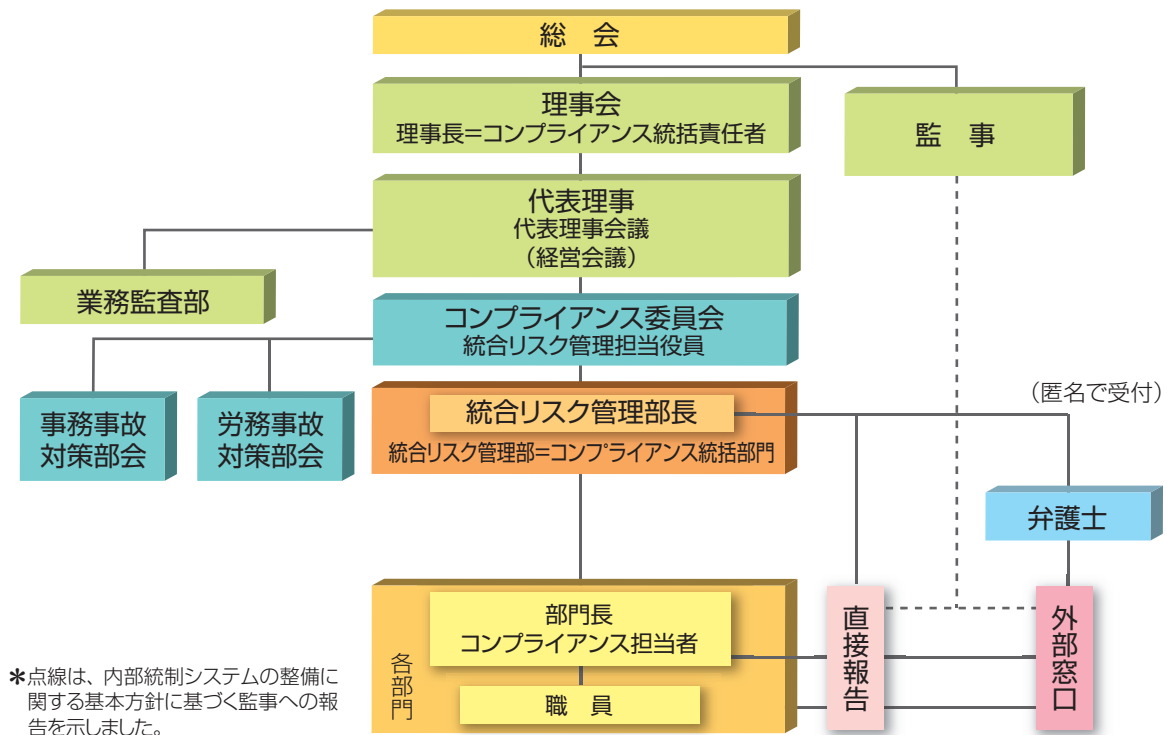 総　会
理事会
理事長＝コンプライアンス統括責任者
監　事
代表理事
代表理事会議
（経営会議）
業務監査部
コンプライアンス委員会
統合リスク管理担当役員
事務事故
対策部会
労務事故
対策部会
統合リスク管理部長
統合リスク管理部＝コンプライアンス統括部門
（匿名で受付）
弁護士
各部門
部門長
コンプライアンス担当者
職　員
直接報告
外部窓口
＊点線は、内部統制システムの整備に
関する基本方針に基づく監事への報
告を示しました。